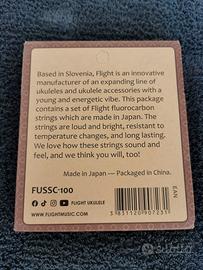 Based in Slovenia, Flight is an innovative
manufacturer of an expanding line of
ukuleles and ukulele accessories with a
young and energetic vibe. This package
contains a set of Flight fluorocarbon
strings which are made in Japan. The
strings are loud and bright, resistant to
temperature changes, and long lasting.
We love how these strings sound and
feel, and we think you will, too!
Made in Japan — Packaged in China.
FUSSC-100
FLIGHT UKULELE
WWW.FLIGHTMUSIC.COM
EAN
3831120907231
subito